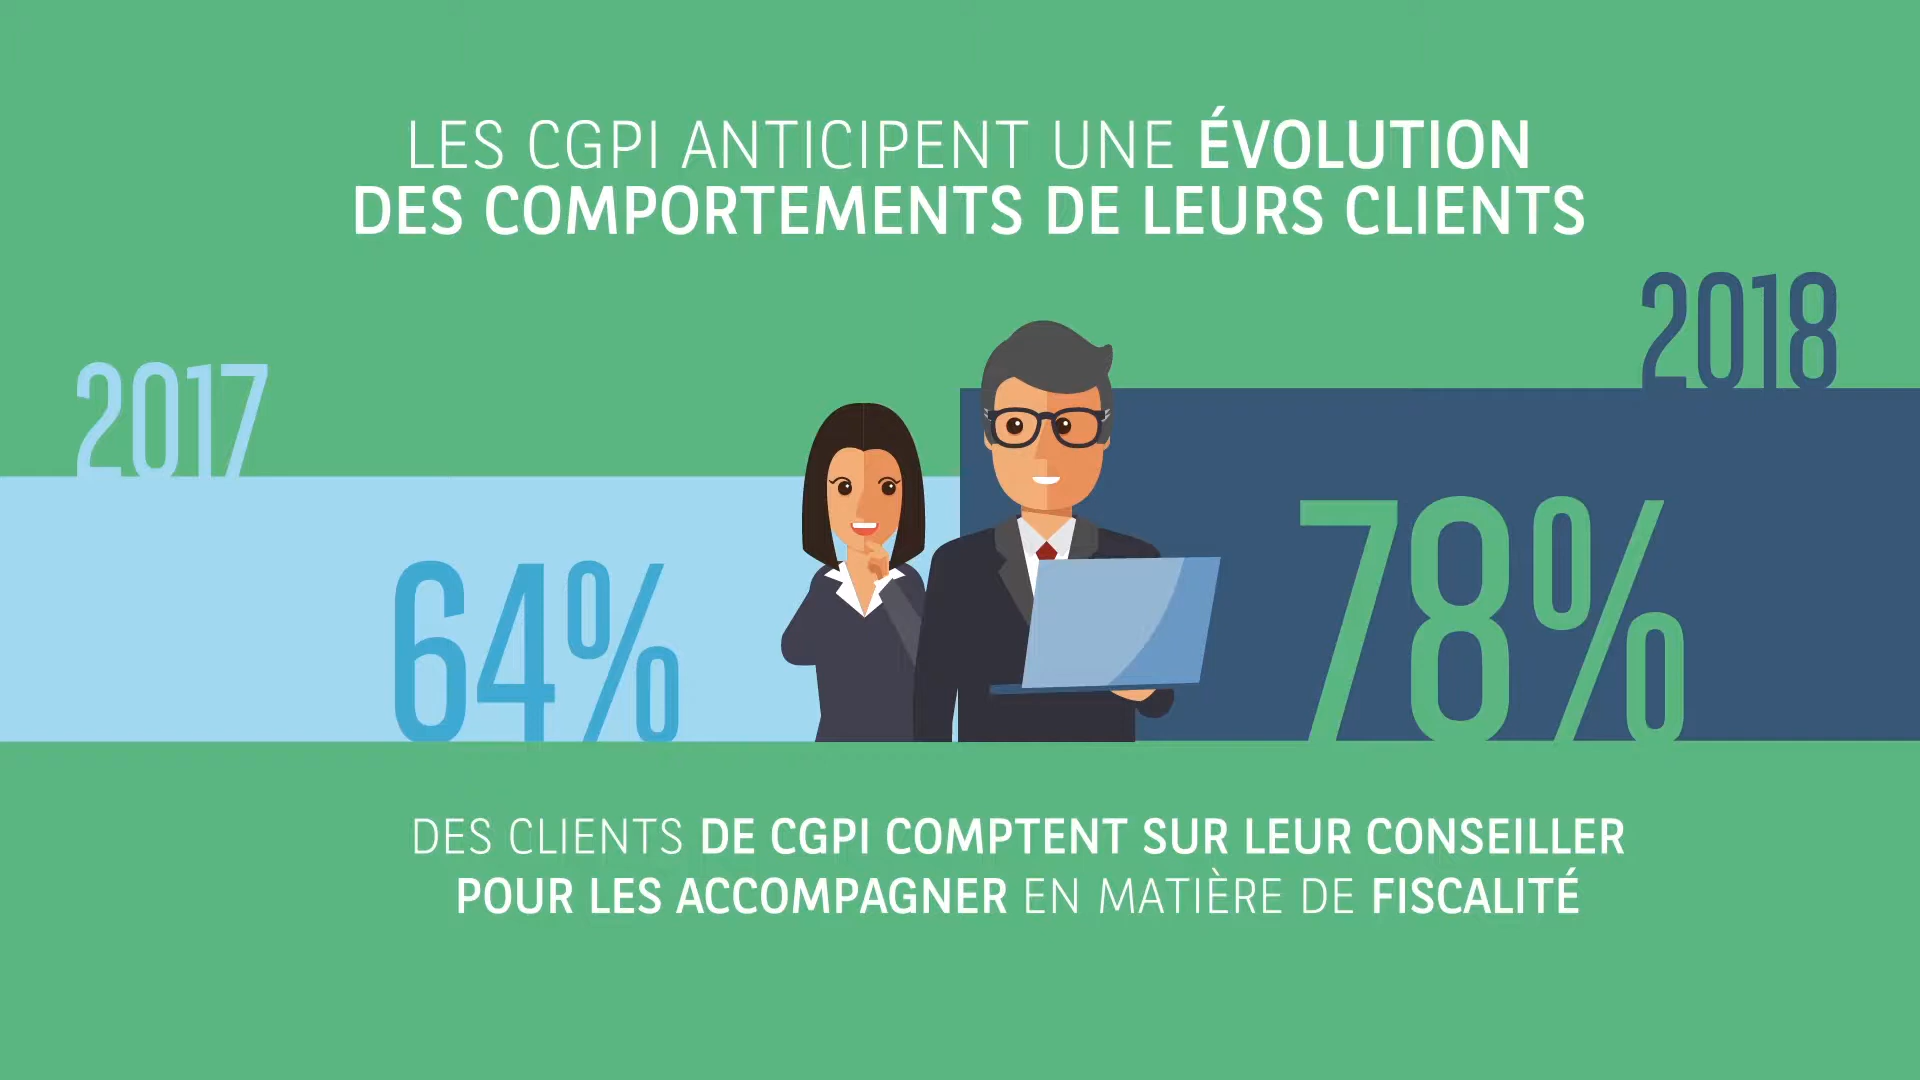 LES CGPI ANTICIPENT UNE ÉVOLUTION
DES COMPORTEMENTS DE LEURS CLIENTS
2017
2018
64%
78%
DES CLIENTS DE CGPI COMPTENT SUR LEUR CONSEILLER
POUR LES ACCOMPAGNER EN MATIÈRE DE FISCALITÉ